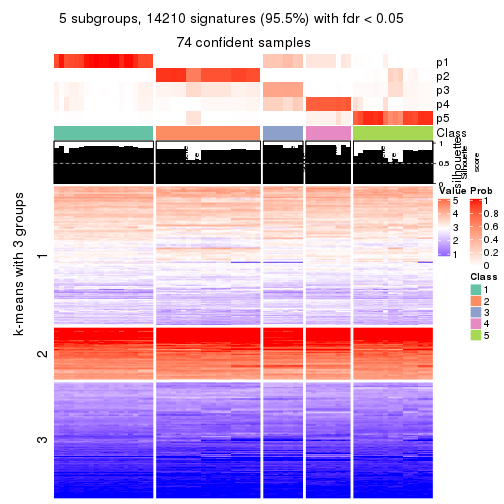 5 subgroups, 14210 signatures (95.5%) with fdr < 0.05
74 confident samples
p1
p2
p3
p4
p5
Class
1
0.5
0
silhouette
Silhouette
score
k-means with 3 groups
1
2
3
Value
5
4
3
2
1
Prob
1
0.8
0.6
0.4
0.2
0
Class
1
2
3
4
5